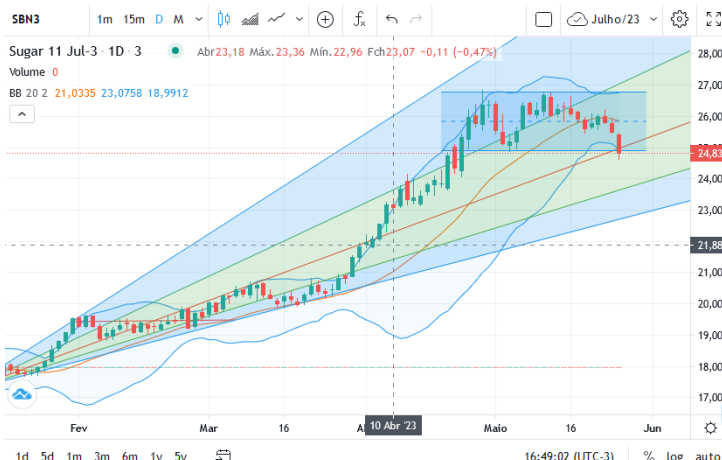 SBN3 1m 15m D M Julho/23
Sugar 11 Jul-3 · 1D · 3 Abr23,18 Máx.23,36 Mín.22,96 Fch23,07 −0,11 (−0,47%)
Volume 0
BB 20 2 21,0335 23,0758 18,9912
28,00
27,00
26,00
24,83
24,00
23,00
21,88
21,00
20,00
19,00
18,00
17,00
Fev Mar 16 10 Abr '23 Maio 16 Jun
1d 5d 1m 3m 6m 1y 5y 16:49:02 (UTC-3) % log auto